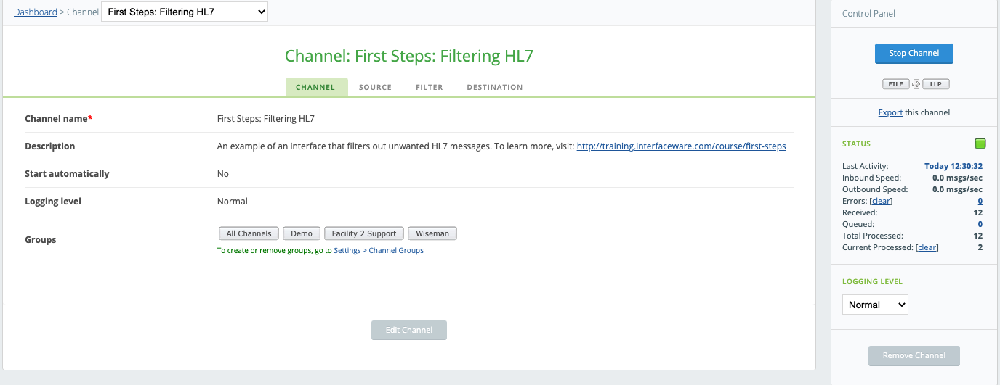 Dashboard > Channel First Steps: Filtering HL7
Channel: First Steps: Filtering HL7
CHANNEL SOURCE FILTER DESTINATION
Channel name* First Steps: Filtering HL7
Description An example of an interface that filters out unwanted HL7 messages. To learn more, visit: http://training.interfaceware.com/course/first-steps
Start automatically No
Logging level Normal
Groups All Channels Demo Facility 2 Support Wiseman
To create or remove groups, go to Settings > Channel Groups
Edit Channel
Control Panel
Stop Channel
FILE LLP
Export this channel
STATUS
Last Activity: Today 12:30:32
Inbound Speed: 0.0 msgs/sec
Outbound Speed: 0.0 msgs/sec
Errors: [clear] 0
Received: 12
Queued: 0
Total Processed: 12
Current Processed: [clear] 2
LOGGING LEVEL
Normal
Remove Channel